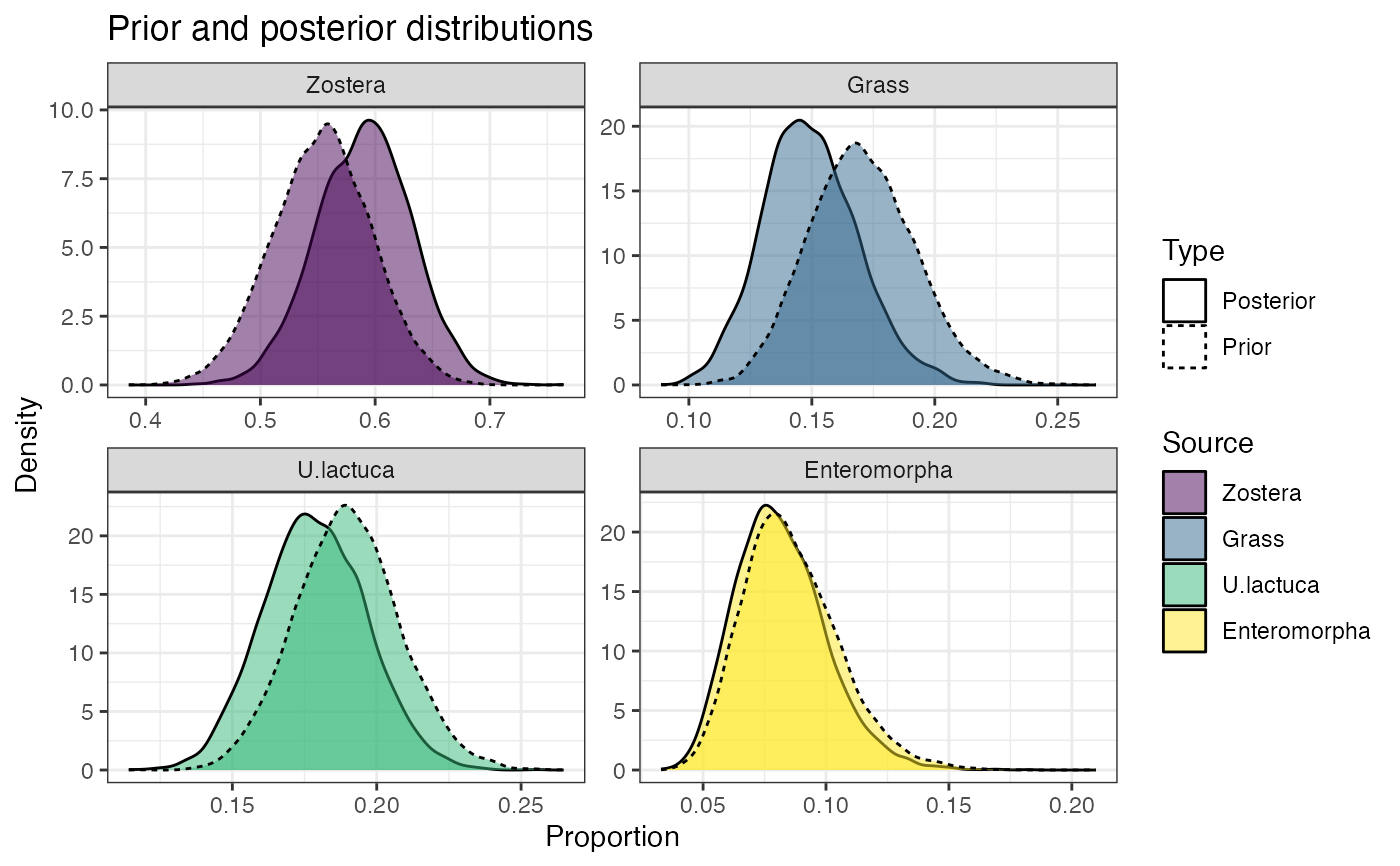 Prior and posterior distributions
Zostera
10.0
7.5
5.0
2.5
0.0
0.4 0.5 0.6 0.7
Grass
20
15
10
5
0
0.10 0.15 0.20 0.25
U.lactuca
20
15
10
5
0
0.15 0.20 0.25
Enteromorpha
20
15
10
5
0
0.05 0.10 0.15 0.20
Density
Proportion
Type
Posterior
Prior
Source
Zostera
Grass
U.lactuca
Enteromorpha